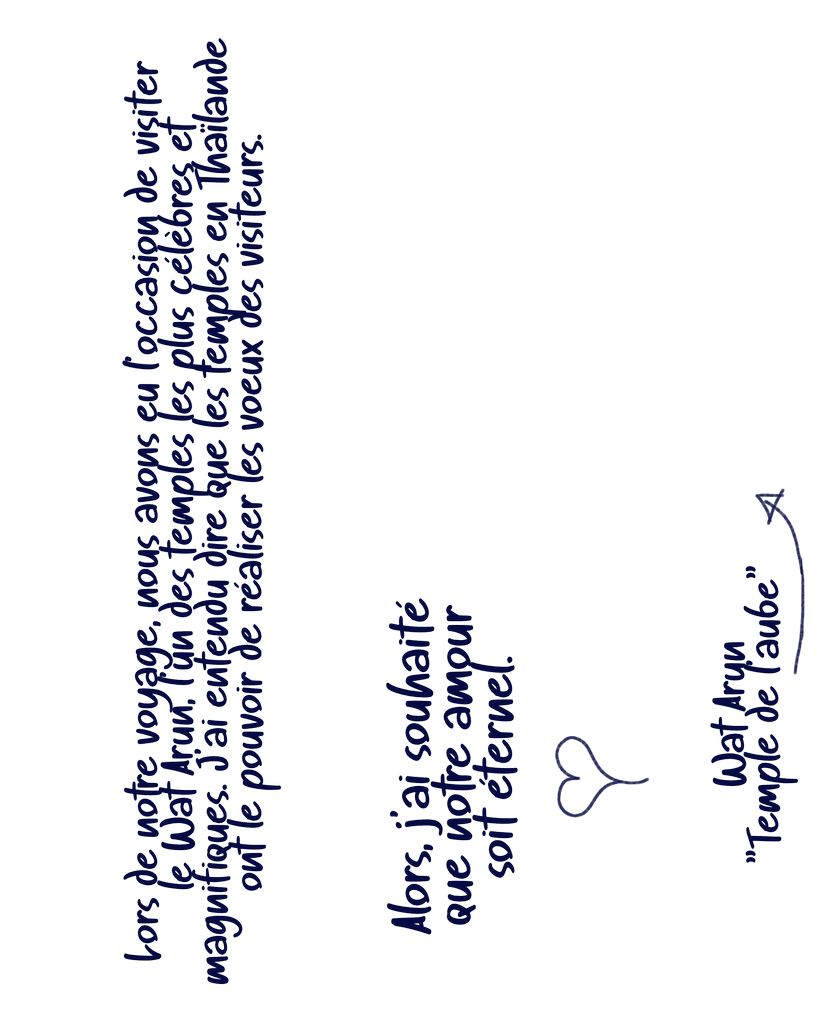 Lors de notre voyage, nous avons eu l'occasion de visiter
le Wat Arun, l'un des temples les plus célèbres et
magnifiques. J'ai entendu dire que les temples en Thaïlande
ont le pouvoir de réaliser les voeux des visiteurs.
Alors, j'ai souhaité
que notre amour
soit éternel.
Wat Arun
"Temple de l'aube"